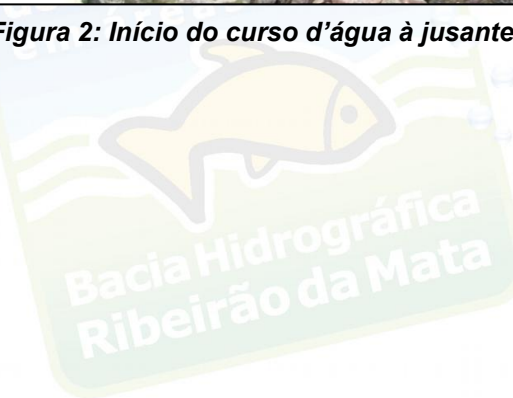 Figura 2: Início do curso d'água à jusante
Bacia Hidrográfica
Ribeirão da Mata